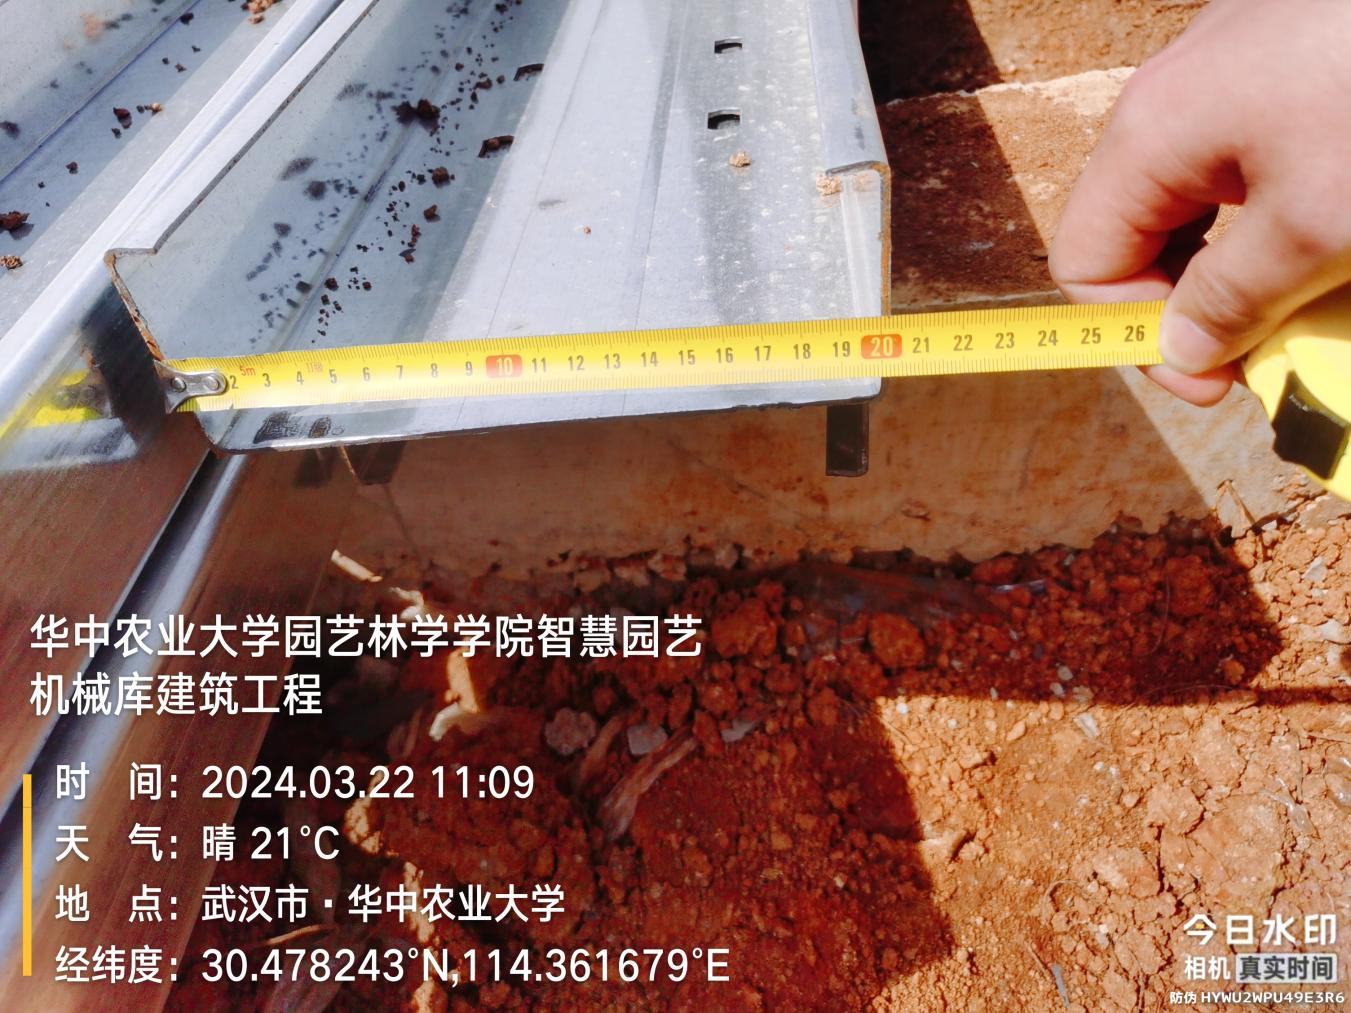 5m
2 3 4 5 6 7 8 9 10 11 12 13 14 15 16 17 18 19 20 21 22 23 24 25 26
华中农业大学园艺林学学院智慧园艺
机械库建筑工程
时 间：2024.03.22 11:09
天 气：晴 21°C
地 点：武汉市·华中农业大学
经纬度：30.478243°N,114.361679°E
今日水印
相机 真实时间
防伪 HYWU2WPU49E3R6